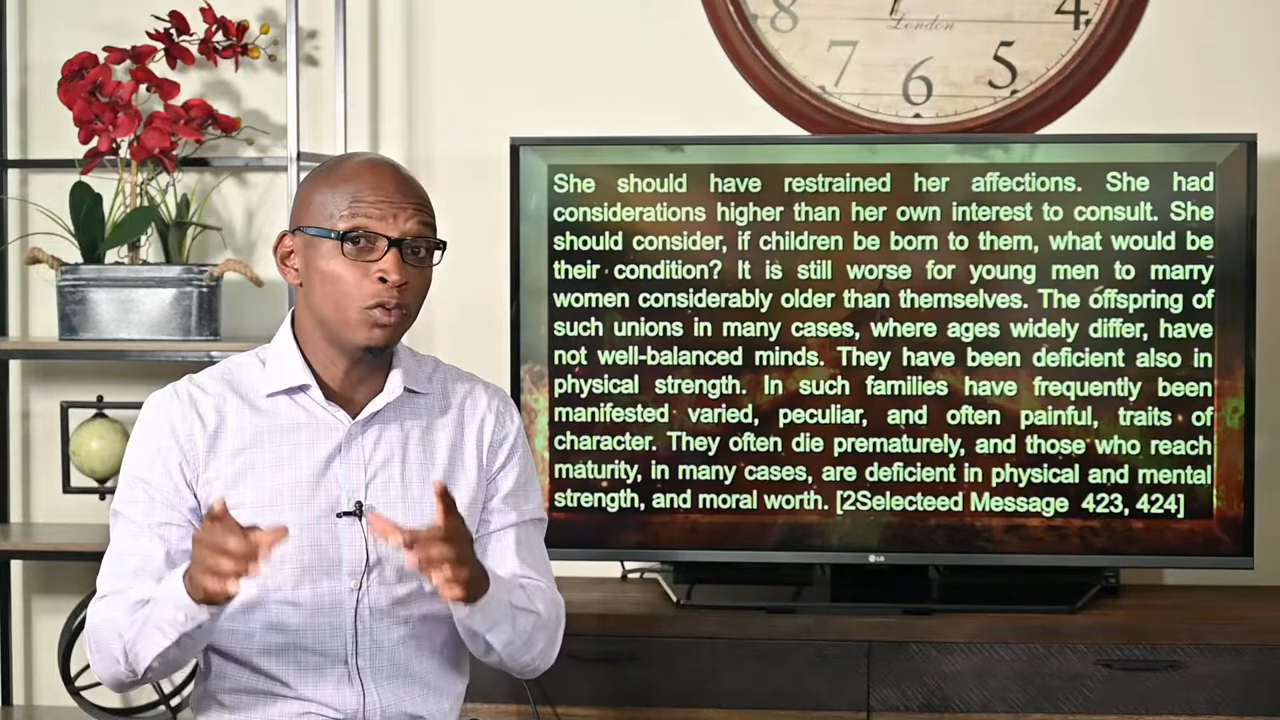 8
London
4
7
6
5
She should have restrained her affections. She had
considerations higher than her own interest to consult. She
should consider, if children be born to them, what would be
their condition? It is still worse for young men to marry
women considerably older than themselves. The offspring of
such unions in many cases, where ages widely differ, have
not well-balanced minds. They have been deficient also in
physical strength. In such families have frequently been
manifested varied, peculiar, and often painful, traits of
character. They often die prematurely, and those who reach
maturity, in many cases, are deficient in physical and mental
strength, and moral worth. [2Selecteed Message 423, 424]
LG